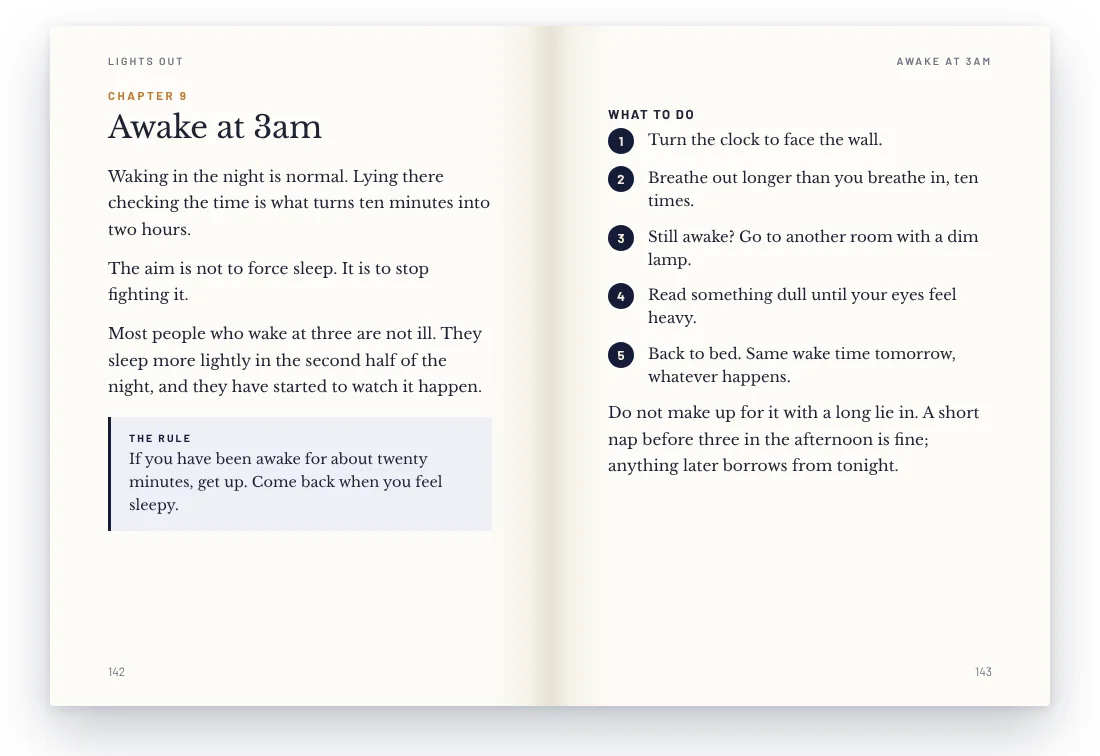 LIGHTS OUT
CHAPTER 9
Awake at 3am
Waking in the night is normal. Lying there
checking the time is what turns ten minutes into
two hours.
The aim is not to force sleep. It is to stop
fighting it.
Most people who wake at three are not ill. They
sleep more lightly in the second half of the
night, and they have started to watch it happen.
THE RULE
If you have been awake for about twenty
minutes, get up. Come back when you feel
sleepy.
142
AWAKE AT 3AM
WHAT TO DO
1 Turn the clock to face the wall.
2 Breathe out longer than you breathe in, ten
times.
3 Still awake? Go to another room with a dim
lamp.
4 Read something dull until your eyes feel
heavy.
5 Back to bed. Same wake time tomorrow,
whatever happens.
Do not make up for it with a long lie in. A short
nap before three in the afternoon is fine;
anything later borrows from tonight.
143